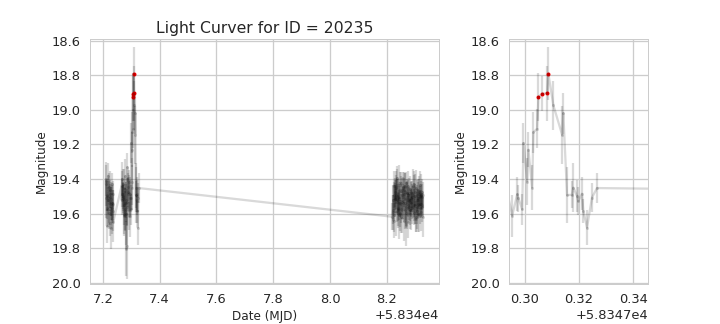 Light Curver for ID = 20235
Magnitude
18.6
18.8
19.0
19.2
19.4
19.6
19.8
20.0
7.2 7.4 7.6 7.8 8.0 8.2
Date (MJD)
+5.834e4
Magnitude
18.6
18.8
19.0
19.2
19.4
19.6
19.8
20.0
0.30 0.32 0.34
+5.8347e4